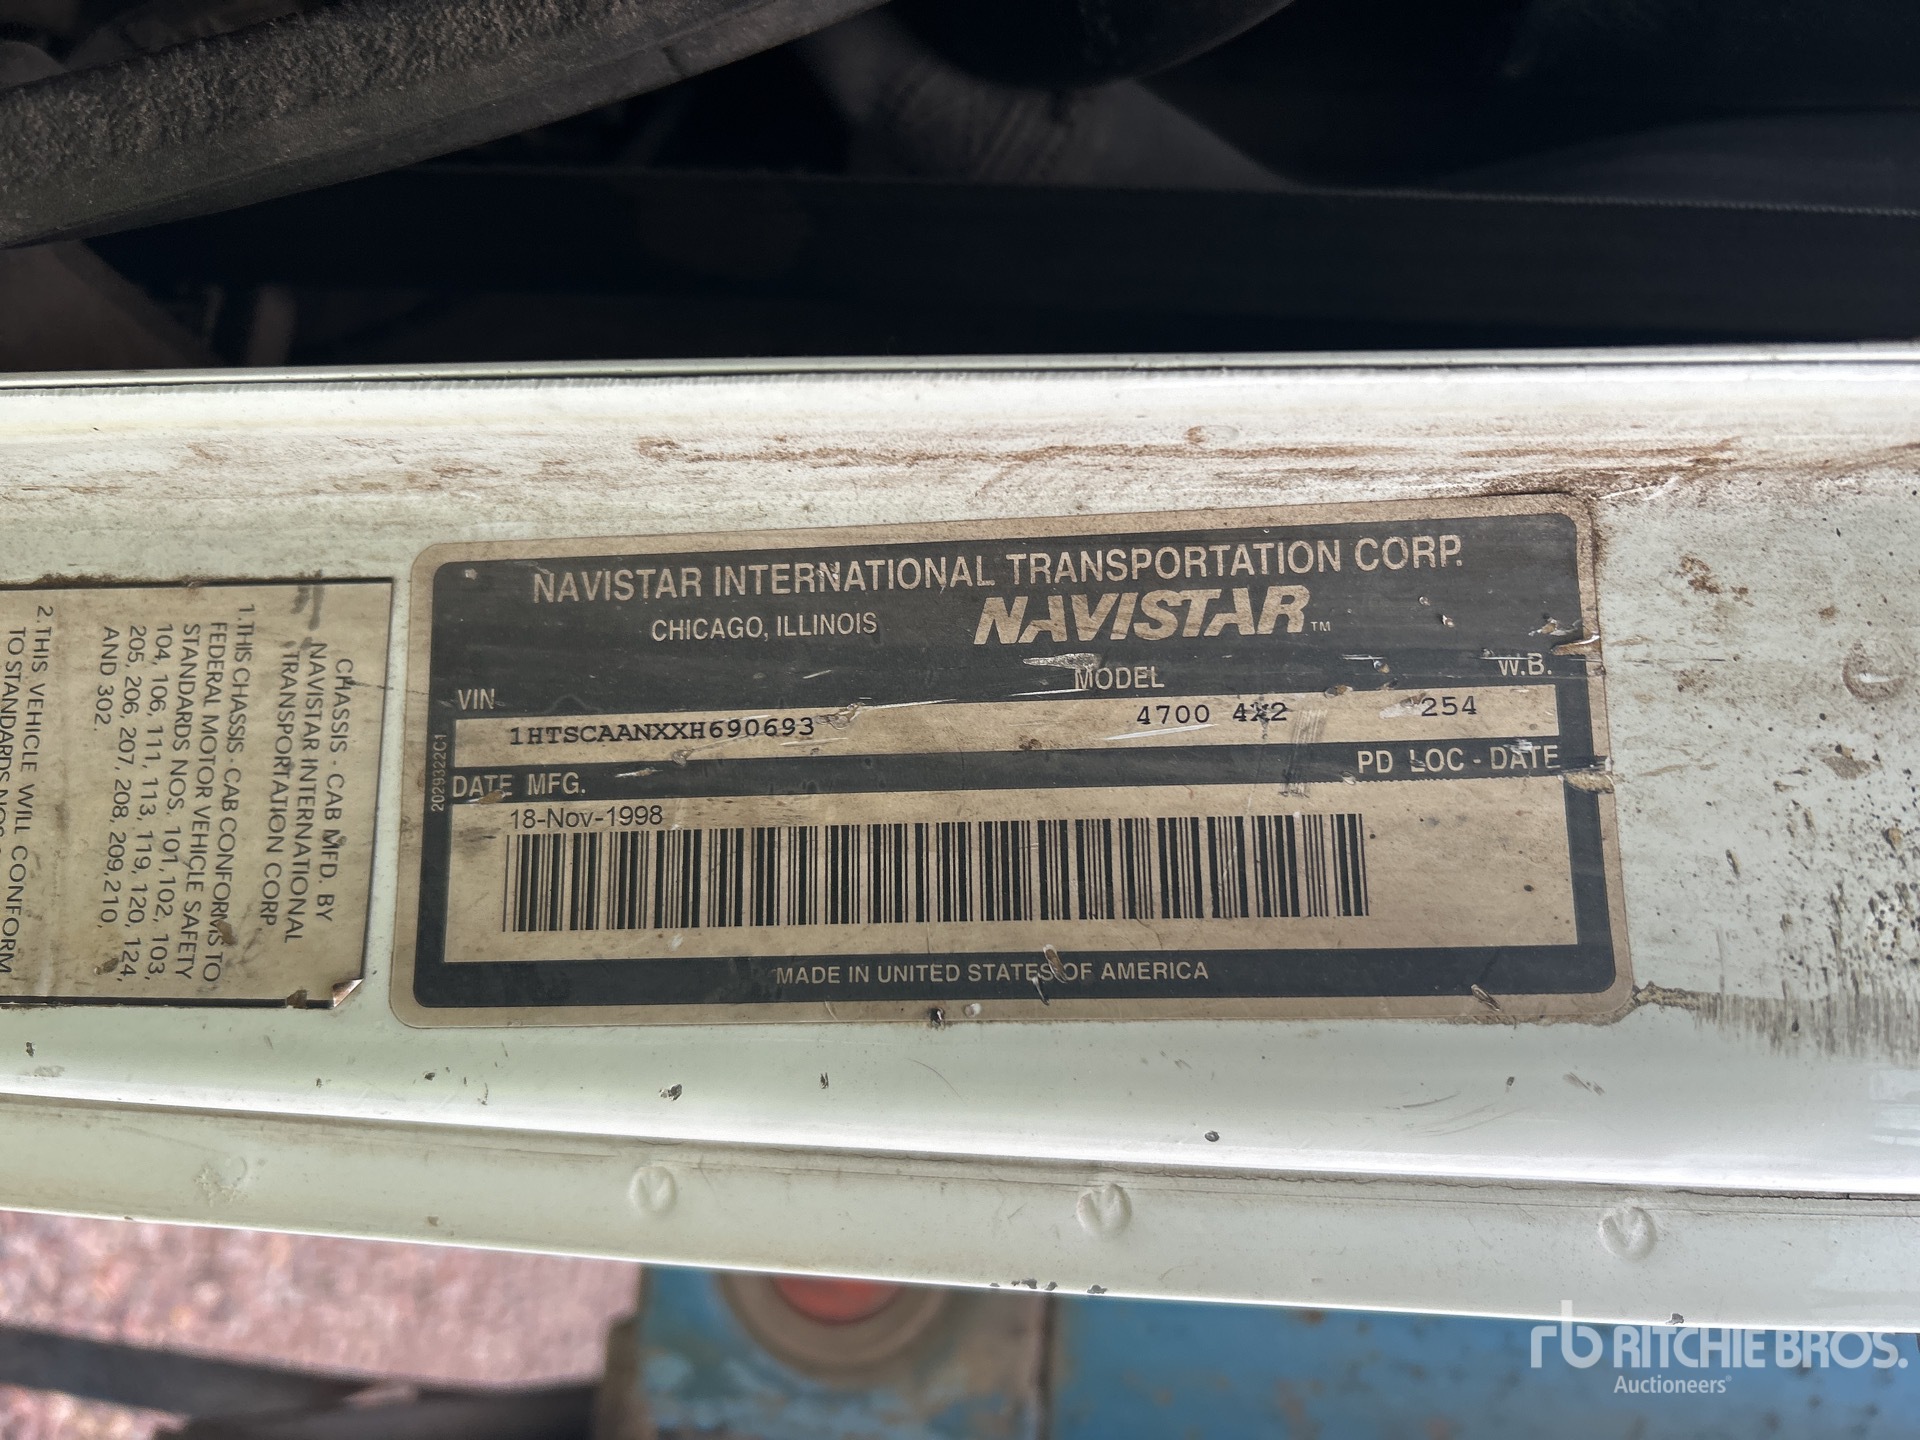 NAVISTAR INTERNATIONAL TRANSPORTATION CORP.
CHICAGO, ILLINOIS NAVISTAR™
VIN MODEL W.B.
1HTSCAANXXH690693 4700 4X2 254
DATE MFG. PD LOC - DATE
18-Nov-1998
MADE IN UNITED STATES OF AMERICA
2029322C1
CHASSIS - CAB MFD. BY
NAVISTAR INTERNATIONAL
TRANSPORTATION CORP.
1. THIS CHASSIS - CAB CONFORMS TO
FEDERAL MOTOR VEHICLE SAFETY
STANDARDS NOS. 101, 102, 103,
104, 106, 111, 113, 119, 120, 124,
205, 206, 207, 208, 209, 210,
AND 302.
2. THIS VEHICLE WILL CONFORM
TO STANDARDS NOS.
rb RITCHIE BROS.
Auctioneers